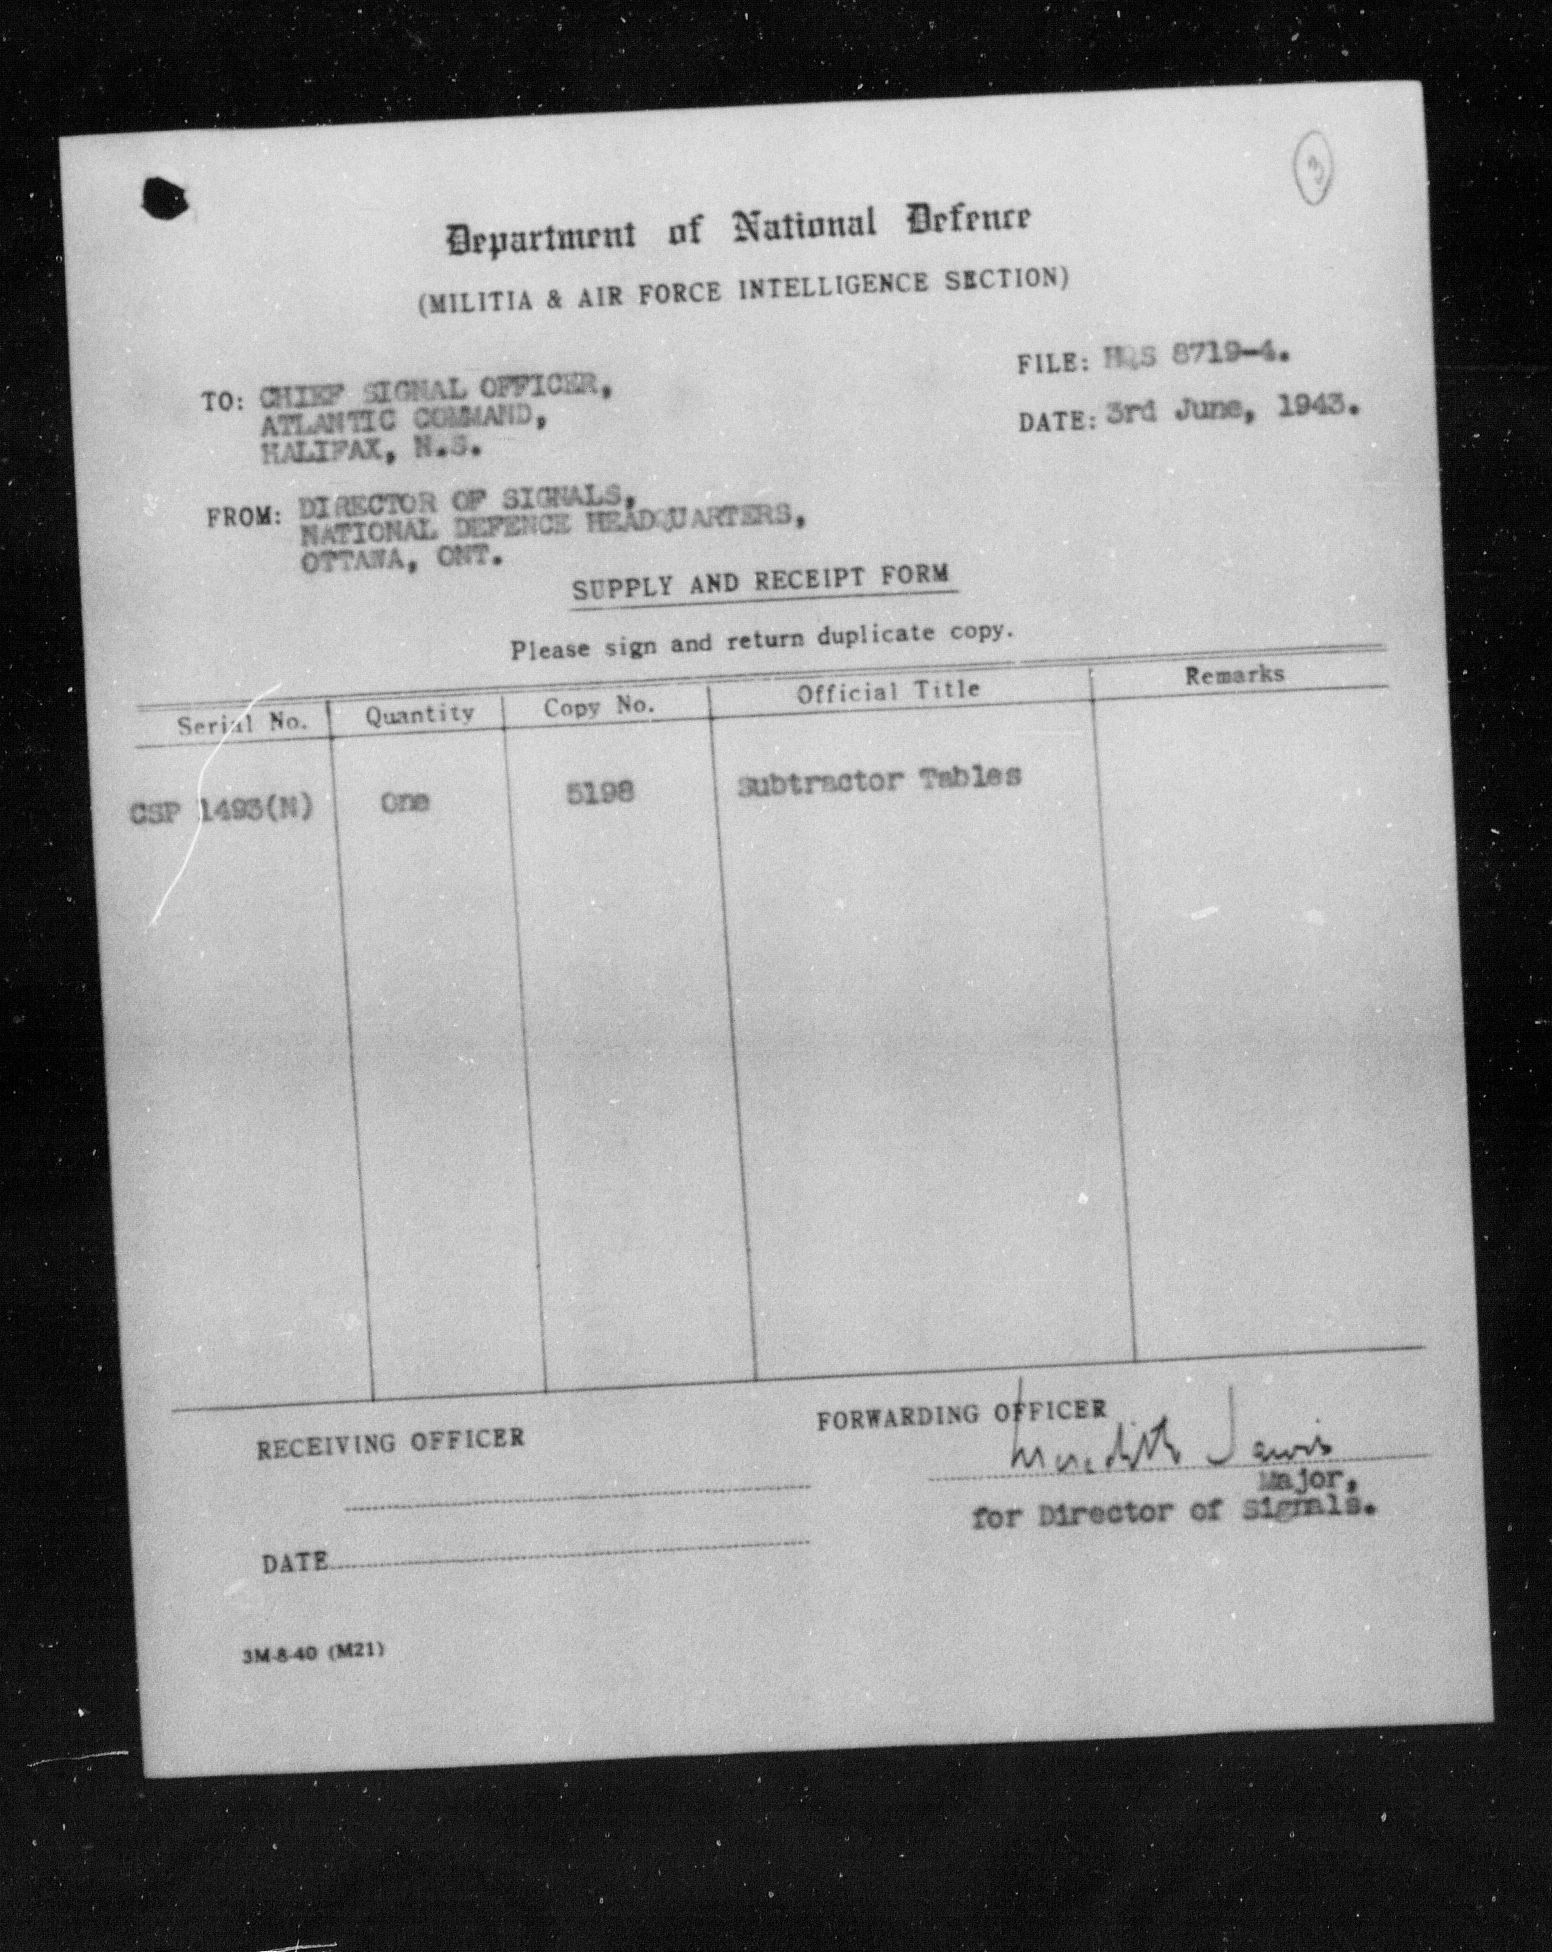 3
Department of National Defence
(MILITIA & AIR FORCE INTELLIGENCE SECTION)
FILE: HQS 8719-4.
TO: CHIEF SIGNAL OFFICER,
ATLANTIC COMMAND,
HALIFAX, N.S.
DATE: 3rd June, 1943.
FROM: DIRECTOR OF SIGNALS,
NATIONAL DEFENCE HEADQUARTERS,
OTTAWA, ONT.
SUPPLY AND RECEIPT FORM
Please sign and return duplicate copy.
Serial No. Quantity Copy No. Official Title Remarks
CSP 1493(N) One 5198 Subtractor Tables
RECEIVING OFFICER
FORWARDING OFFICER
Meredith Jarvis
Major,
for Director of Signals.
DATE
3M-8-40 (M21)